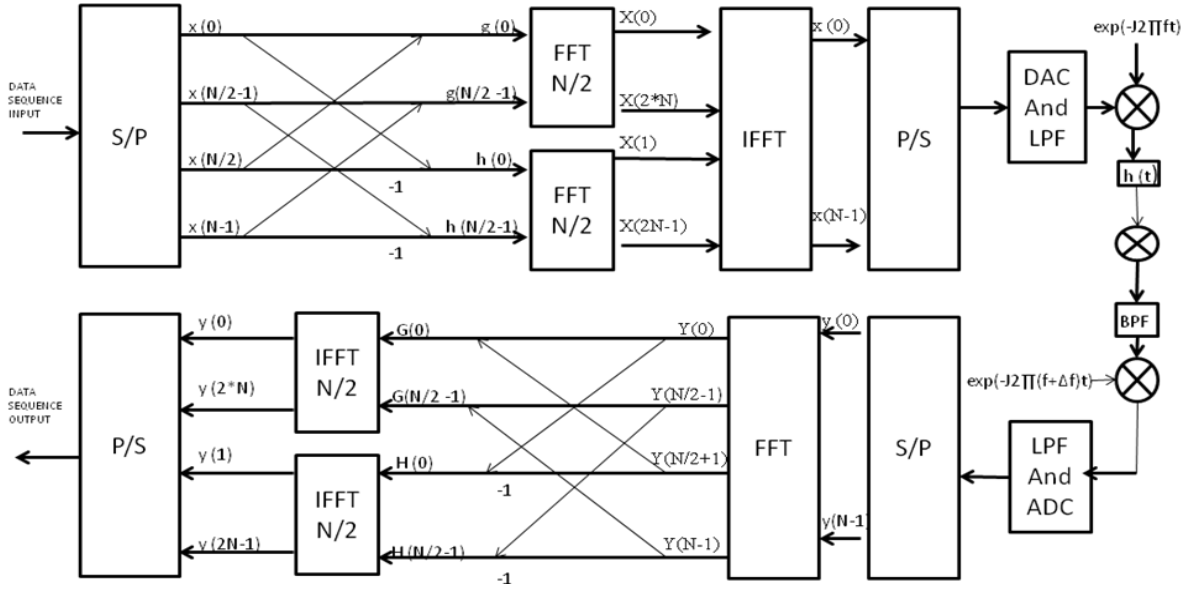 DATA
SEQUENCE
INPUT
S/P
x (0)
x (N/2-1)
x (N/2)
x (N-1)
-1
-1
g (0)
g(N/2 -1)
h (0)
h (N/2-1)
FFT
N/2
FFT
N/2
X(0)
X(2*N)
X(1)
X(2N-1)
IFFT
x (0)
x(N-1)
P/S
DAC
And
LPF
exp(-J2∏ft)
h (t)
BPF
exp(-J2∏(f+Δf)t)
LPF
And
ADC
S/P
y (0)
y(N-1)
FFT
Y(0)
Y(N/2-1)
Y(N/2+1)
Y(N-1)
-1
-1
G(0)
G(N/2 -1)
H (0)
H(N/2-1)
IFFT
N/2
IFFT
N/2
y (0)
y (2*N)
y (1)
y (2N-1)
P/S
DATA
SEQUENCE
OUTPUT